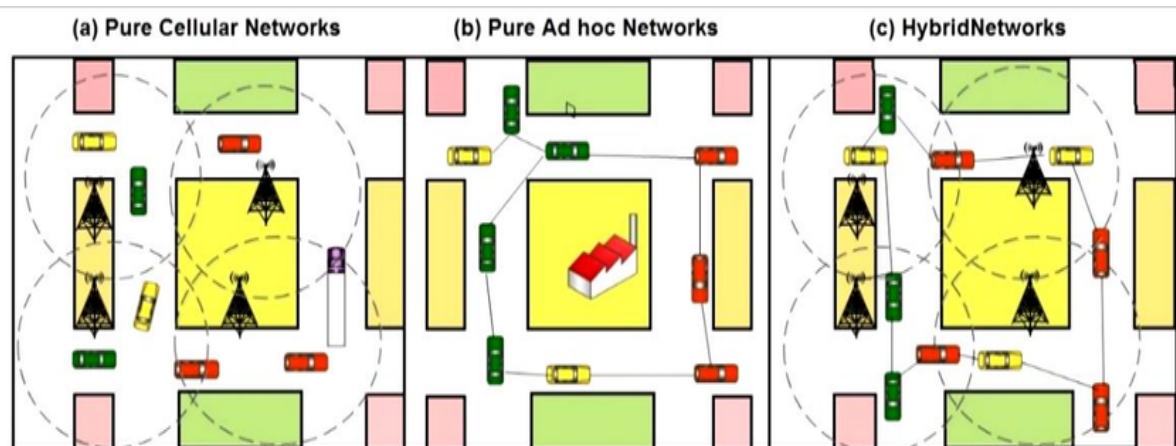 (a) Pure Cellular Networks
(b) Pure Ad hoc Networks
(c) HybridNetworks